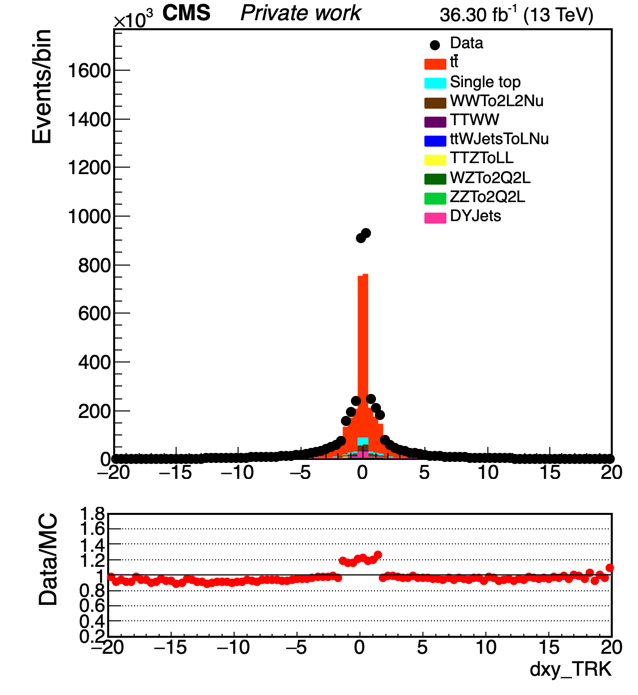 ×10³ CMS Private work 36.30 fb⁻¹ (13 TeV)
Events/bin
1600
1400
1200
1000
800
600
400
200
0
Data
tt̄
Single top
WWTo2L2Nu
TTWW
ttWJetsToLNu
TTZToLL
WZTo2Q2L
ZZTo2Q2L
DYJets
−20 −15 −10 −5 0 5 10 15 20
Data/MC
1.8
1.6
1.4
1.2
1
0.8
0.6
0.4
0.2
−20 −15 −10 −5 0 5 10 15 20
dxy_TRK